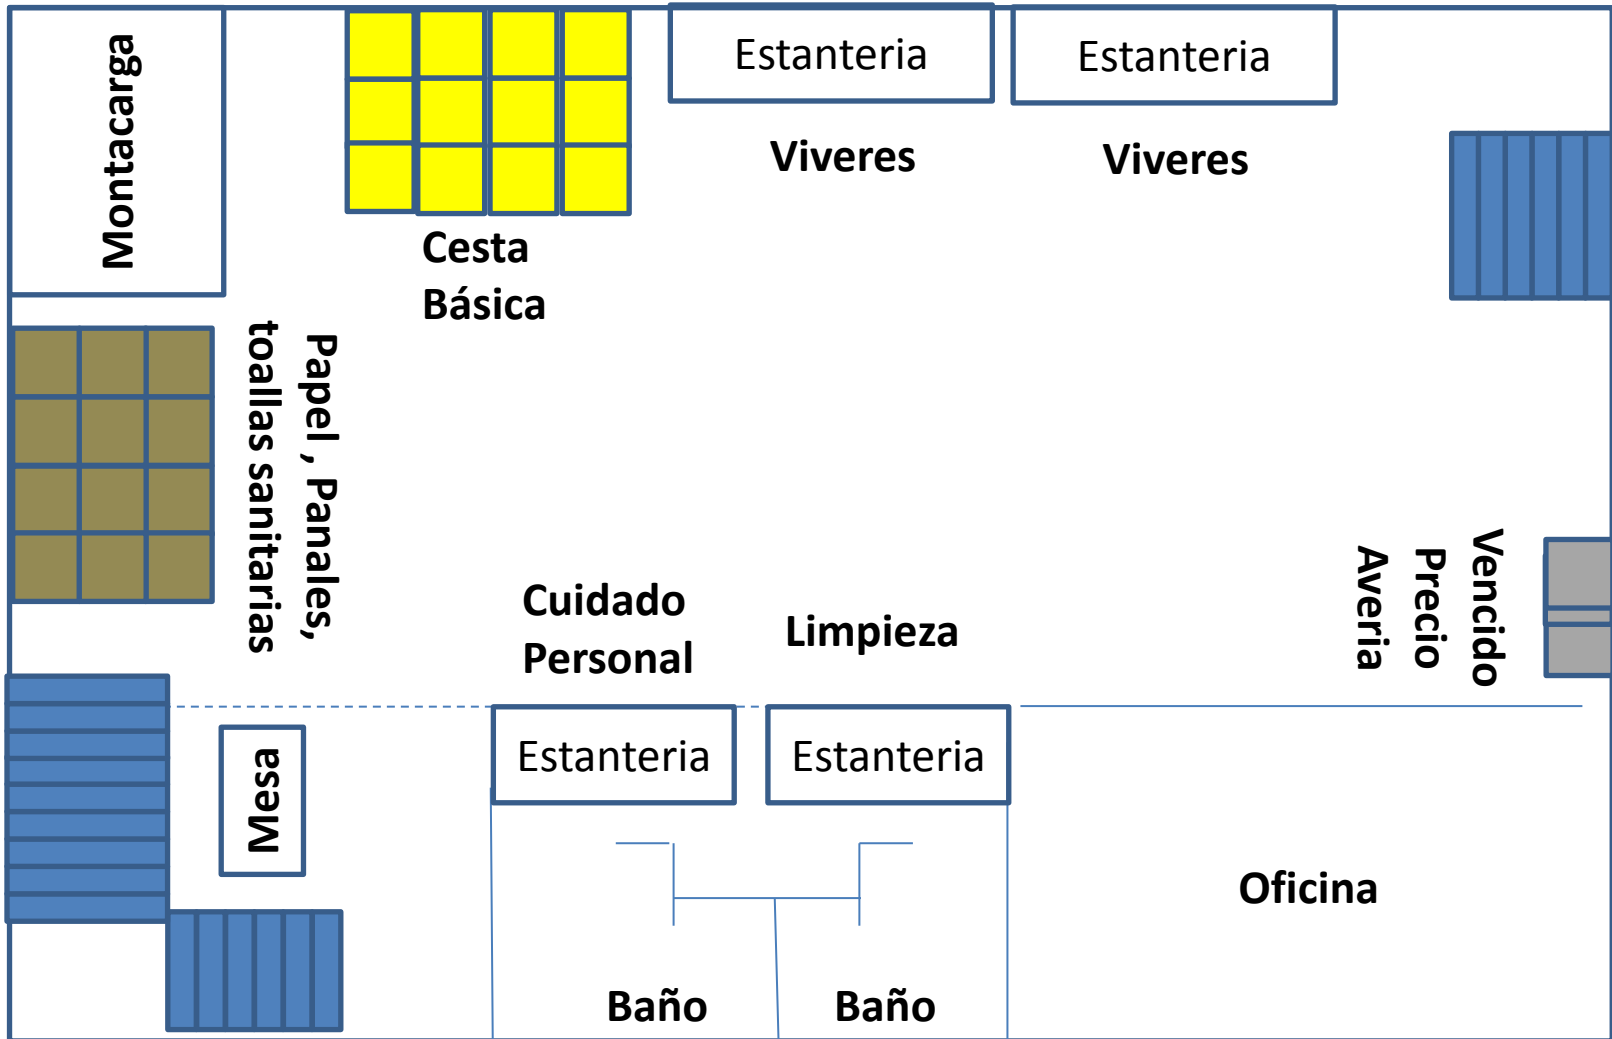 Montacarga
Estanteria
Estanteria
Viveres
Viveres
Cesta
Básica
Papel , Panales,
toallas sanitarias
Cuidado
Personal
Limpieza
Vencido
Precio
Averia
Mesa
Estanteria
Estanteria
Oficina
Baño
Baño